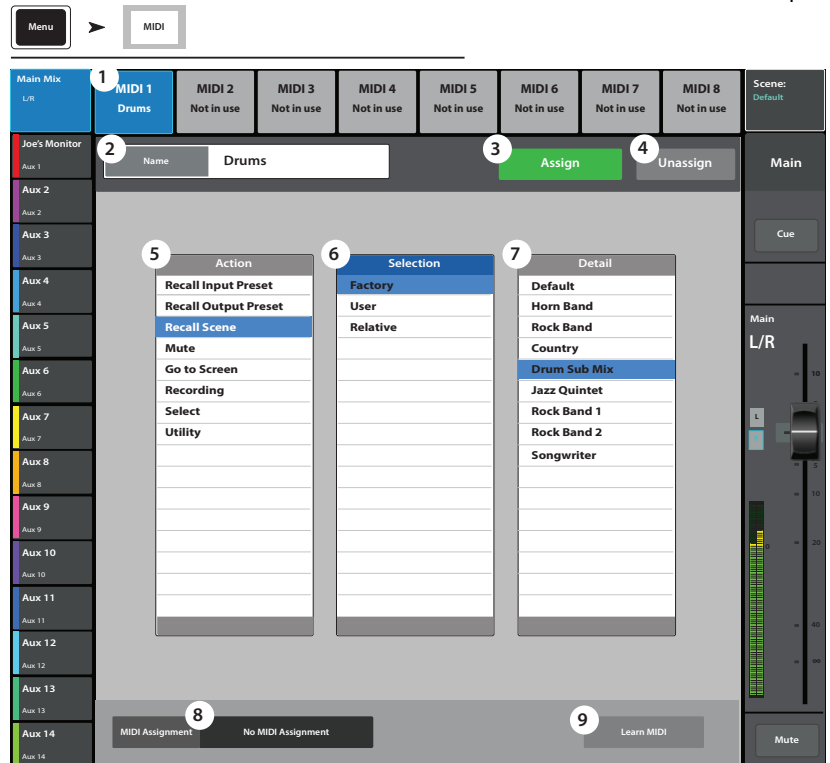 Menu
MIDI
Main Mix
L/R
1
MIDI 1
Drums
MIDI 2
Not in use
MIDI 3
Not in use
MIDI 4
Not in use
MIDI 5
Not in use
MIDI 6
Not in use
MIDI 7
Not in use
MIDI 8
Not in use
Scene:
Default
Joe's Monitor
Aux 1
Aux 2
Aux 2
Aux 3
Aux 3
Aux 4
Aux 4
Aux 5
Aux 5
Aux 6
Aux 6
Aux 7
Aux 7
Aux 8
Aux 8
Aux 9
Aux 9
Aux 10
Aux 10
Aux 11
Aux 11
Aux 12
Aux 12
Aux 13
Aux 13
Aux 14
Aux 14
2
Name
Drums
3
Assign
4
Unassign
5
Action
Recall Input Preset
Recall Output Preset
Recall Scene
Mute
Go to Screen
Recording
Select
Utility
6
Selection
Factory
User
Relative
7
Detail
Default
Horn Band
Rock Band
Country
Drum Sub Mix
Jazz Quintet
Rock Band 1
Rock Band 2
Songwriter
8
MIDI Assignment
No MIDI Assignment
9
Learn MIDI
Main
Cue
Main
L/R
10
L
5
10
0
20
40
∞
Mute